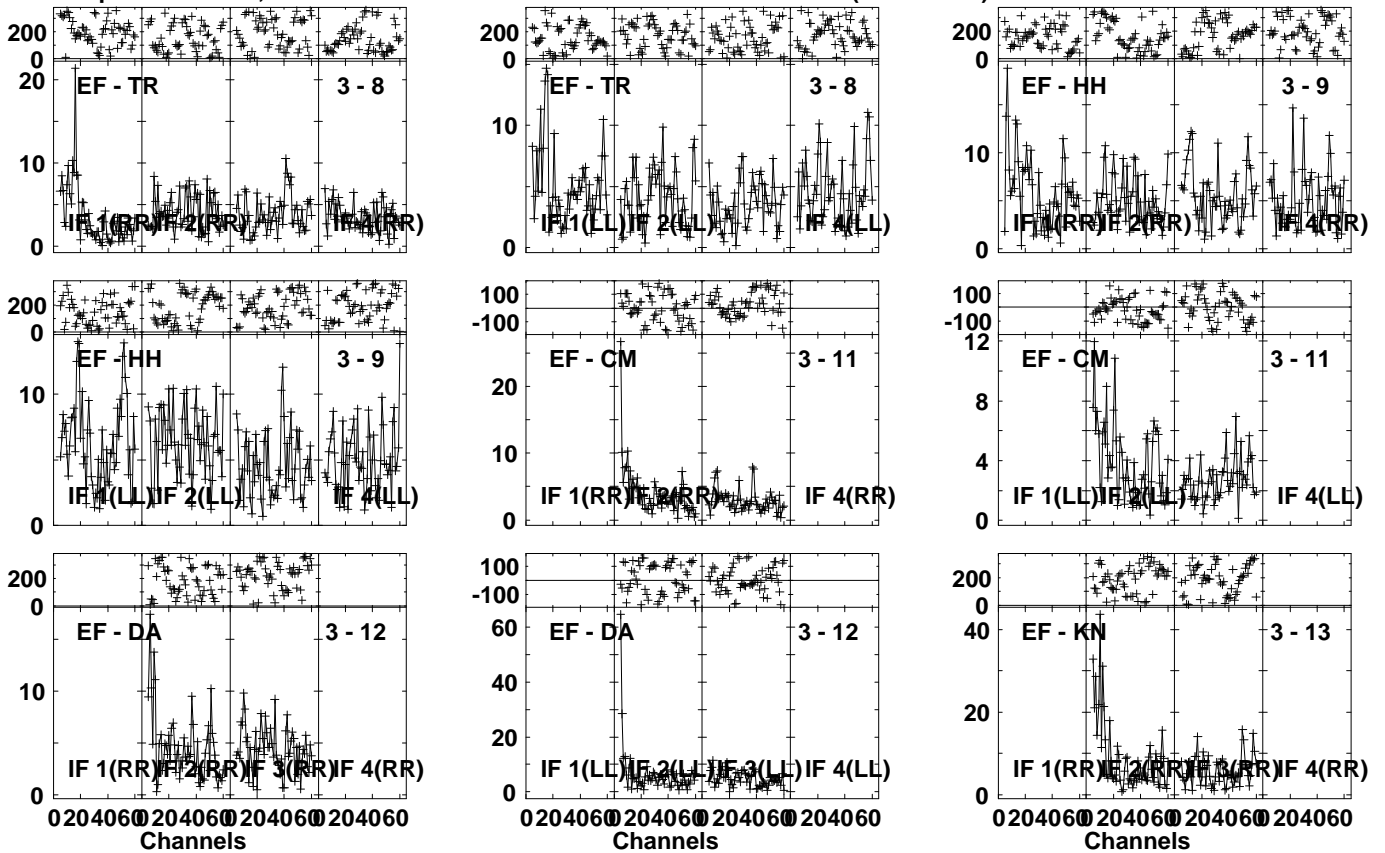 200
0
20
10
0
EF - TR
3 - 8
IF 1(RR)
IF 2(RR)
IF 4(RR)
10
0
EF - TR
3 - 8
IF 1(LL)
IF 2(LL)
IF 4(LL)
200
0
10
0
EF - HH
3 - 9
IF 1(RR)
IF 2(RR)
IF 4(RR)
200
0
10
0
EF - HH
3 - 9
IF 1(LL)
IF 2(LL)
IF 4(LL)
100
-100
20
10
0
EF - CM
3 - 11
IF 1(RR)
IF 2(RR)
IF 4(RR)
100
-100
12
8
4
0
EF - CM
3 - 11
IF 1(LL)
IF 2(LL)
IF 4(LL)
200
0
10
0
EF - DA
3 - 12
IF 1(RR)
IF 2(RR)
IF 3(RR)
IF 4(RR)
0 20 40 60 0 20 40 60 0 20 40 60 0 20 40 60
Channels
100
-100
60
40
20
0
EF - DA
3 - 12
IF 1(LL)
IF 2(LL)
IF 3(LL)
IF 4(LL)
0 20 40 60 0 20 40 60 0 20 40 60 0 20 40 60
Channels
200
0
40
20
0
EF - KN
3 - 13
IF 1(RR)
IF 2(RR)
IF 3(RR)
IF 4(RR)
0 20 40 60 0 20 40 60 0 20 40 60 0 20 40 60
Channels